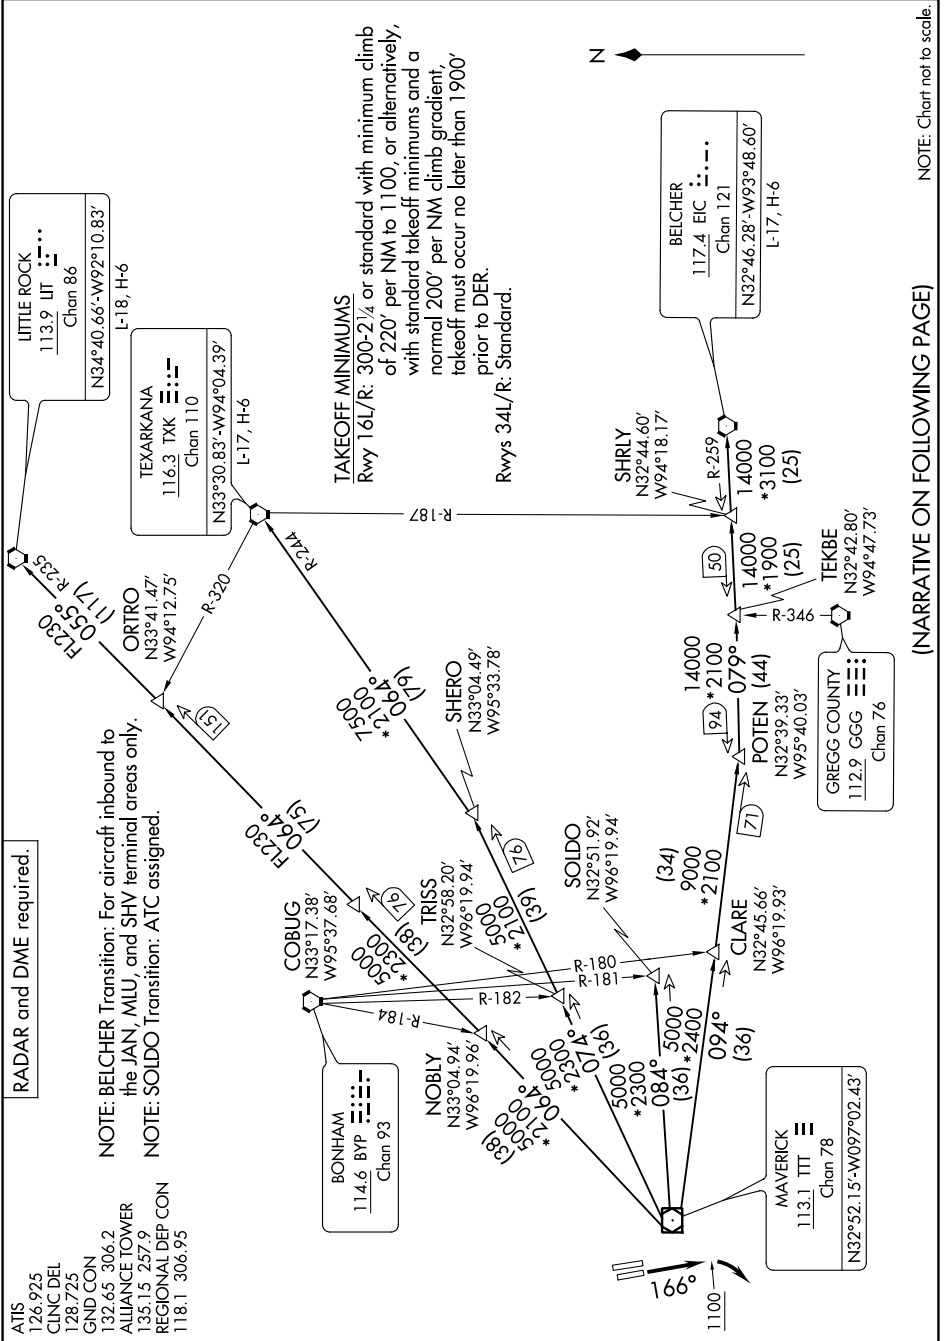 ATIS
126.925
CLNC DEL
128.725
GND CON
132.65 306.2
ALLIANCE TOWER
135.15 257.9
REGIONAL DEP CON
118.1 306.95
RADAR and DME required.
NOTE: BELCHER Transition: For aircraft inbound to
the JAN, MLU, and SHV terminal areas only.
NOTE: SOLDO Transition: ATC assigned.
LITTLE ROCK
113.9 LIT
Chan 86
N34°40.66'-W92°10.83'
L-18, H-6
TEXARKANA
116.3 TXK
Chan 110
N33°30.83'-W94°04.39'
L-17, H-6
TAKEOFF MINIMUMS
Rwy 16L/R: 300-2¼ or standard with minimum climb
of 220' per NM to 1100, or alternatively,
with standard takeoff minimums and a
normal 200' per NM climb gradient,
takeoff must occur no later than 1900'
prior to DER.
Rwys 34L/R: Standard.
N
BELCHER
117.4 EIC
Chan 121
N32°46.28'-W93°48.60'
L-17, H-6
NOTE: Chart not to scale.
R-235
FL230
055°
(117)
ORTRO
N33°41.47'
W94°12.75'
R-320
151
FL230
064°
(75)
COBUG
N33°17.38'
W95°37.68'
76
5000
*2300
(38)
NOBLY
N33°04.94'
W96°19.96'
(38)
5000
*2100
064°
BONHAM
114.6 BYP
Chan 93
R-184
R-182
R-181
R-180
R-244
7500
*2100
064°
(79)
SHERO
N33°04.49'
W95°33.78'
76
5000
*2100
(39)
TRISS
N32°58.20'
W96°19.94'
5000
*2300
074°
(36)
SOLDO
N32°51.92'
W96°19.94'
5000
*2300
084°
(36)
R-187
SHRLY
N32°44.60'
W94°18.17'
R-259
14000
*3100
(25)
50
14000
*1900
(25)
TEKBE
N32°42.80'
W94°47.73'
R-346
GREGG COUNTY
112.9 GGG
Chan 76
94
14000
*2100
079°
(44)
POTEN
N32°39.33'
W95°40.03'
71
(34)
9000
*2100
CLARE
N32°45.66'
W96°19.93'
5000
*2400
094°
(36)
MAVERICK
113.1 TTT
Chan 78
N32°52.15'-W097°02.43'
166°
1100
(NARRATIVE ON FOLLOWING PAGE)